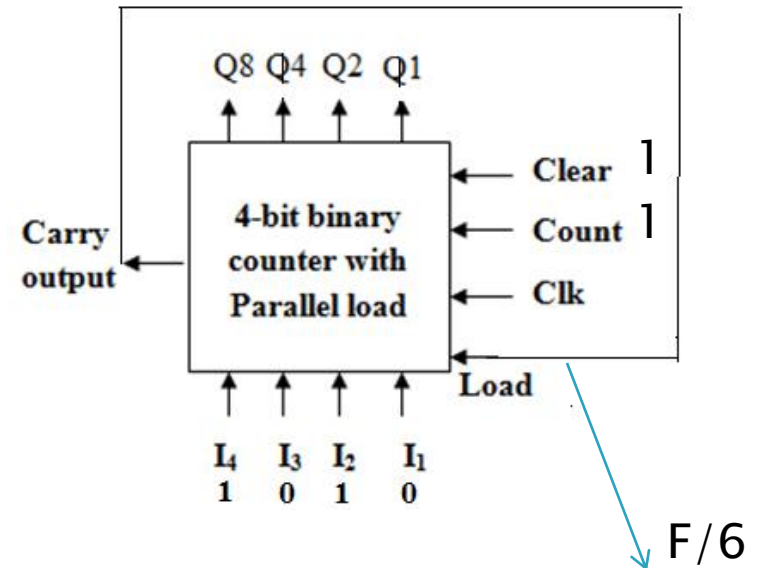 Q8 Q4 Q2 Q1
Clear 1
4-bit binary
counter with
Parallel load
Count 1
Carry
output
Clk
Load
I4 I3 I2 I1
1 0 1 0
F/6